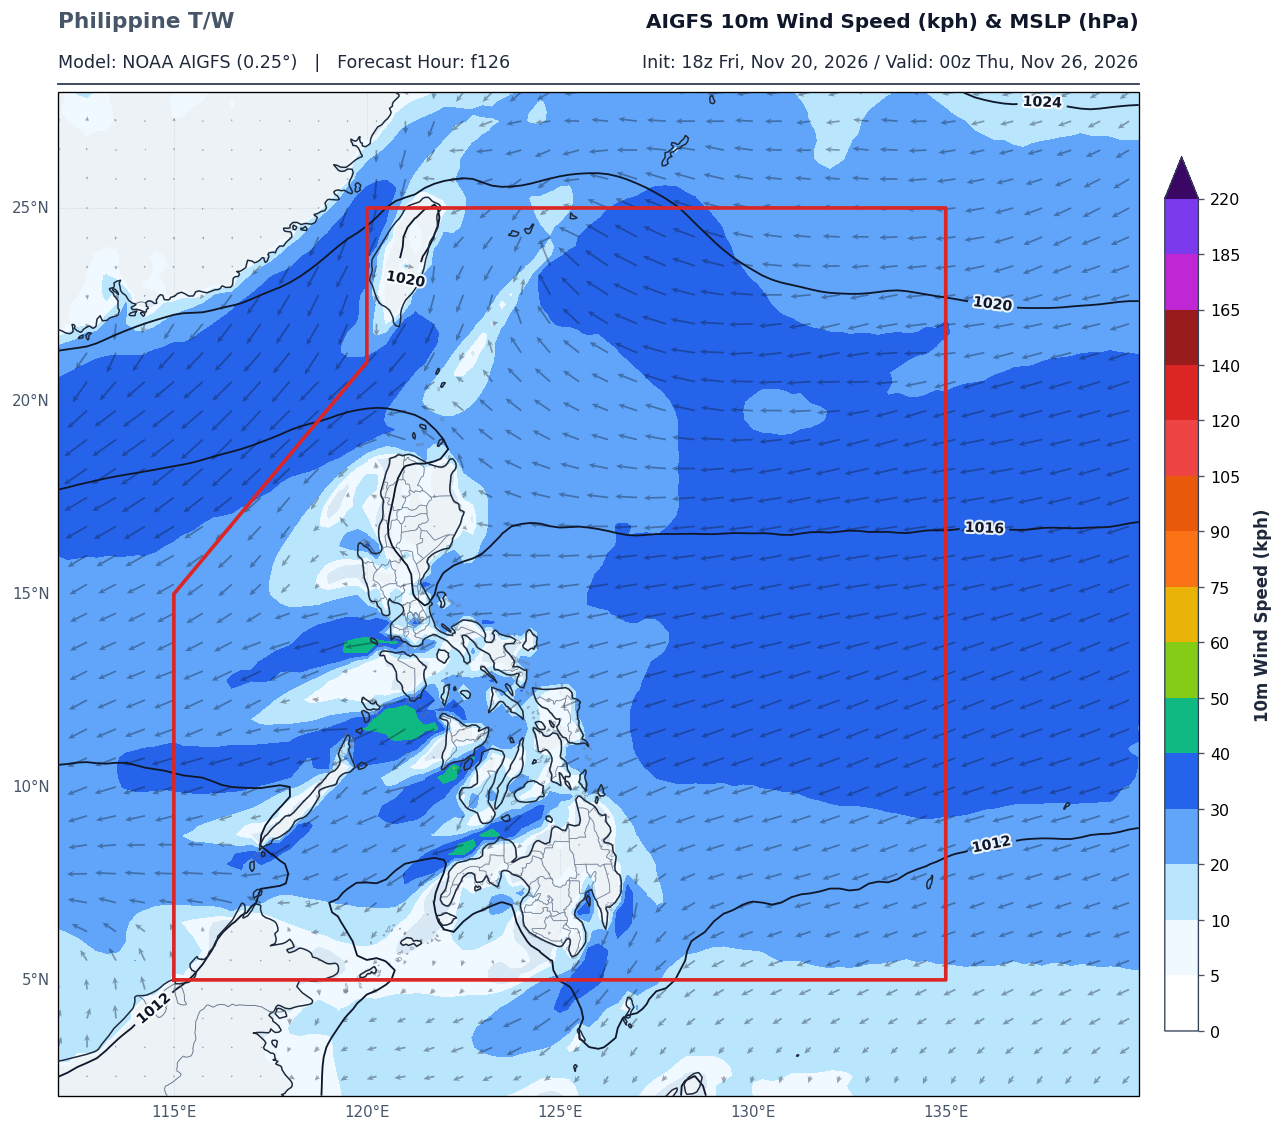 Philippine T/W
AIGFS 10m Wind Speed (kph) & MSLP (hPa)
Model: NOAA AIGFS (0.25°) | Forecast Hour: f126
Init: 18z Fri, Nov 20, 2026 / Valid: 00z Thu, Nov 26, 2026
1024
25°N
1020
1020
20°N
1016
15°N
10°N
1012
5°N
1012
115°E
120°E
125°E
130°E
135°E
220
185
165
140
120
105
90
75
60
50
40
30
20
10
5
0
10m Wind Speed (kph)